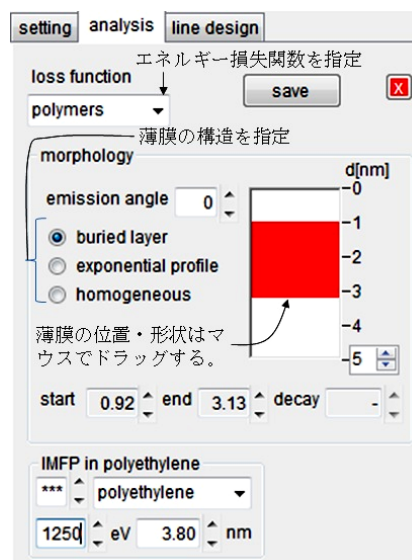 setting analysis line design
エネルギー損失関数を指定
loss function
polymers
save
X
薄膜の構造を指定
morphology
d[nm]
emission angle 0
buried layer
exponential profile
homogeneous
0
1
2
3
4
5
薄膜の位置・形状はマ
ウスでドラッグする。
start 0.92 end 3.13 decay -
IMFP in polyethylene
*** polyethylene
1250 eV 3.80 nm